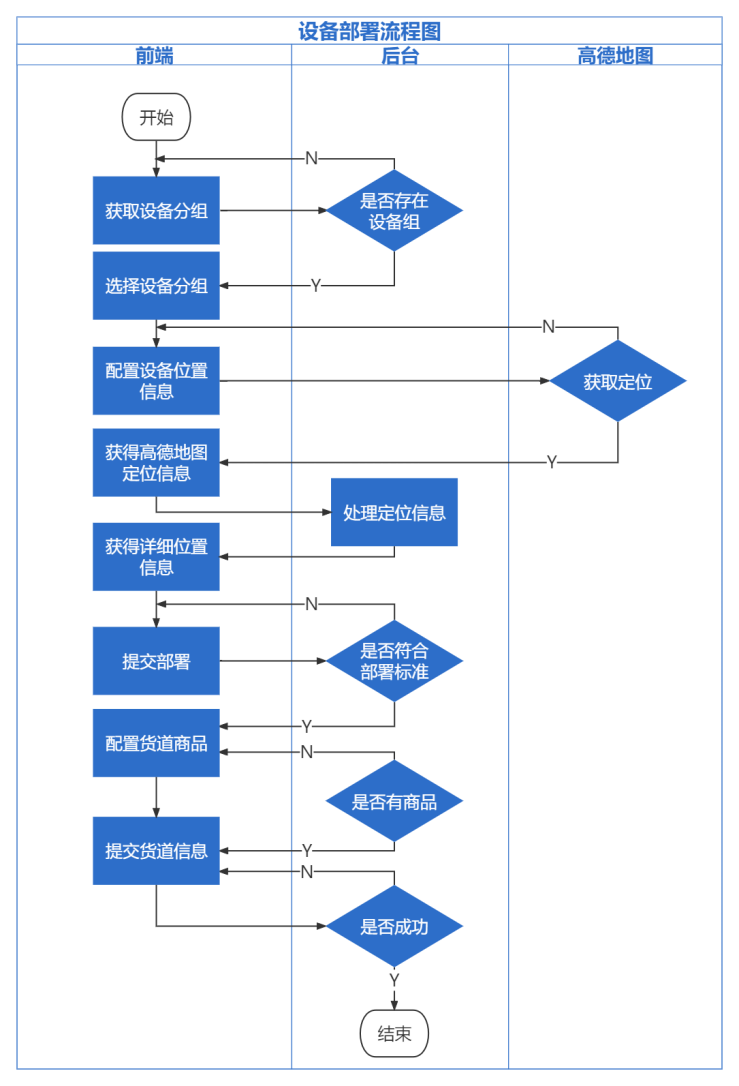 设备部署流程图
前端
后台
高德地图
开始
N
获取设备分组
是否存在
设备组
选择设备分组
Y
N
配置设备位置
信息
获取定位
获得高德地图
定位信息
Y
处理定位信息
获得详细位置
信息
N
提交部署
是否符合
部署标准
Y
配置货道商品
N
是否有商品
提交货道信息
Y
N
是否成功
Y
结束